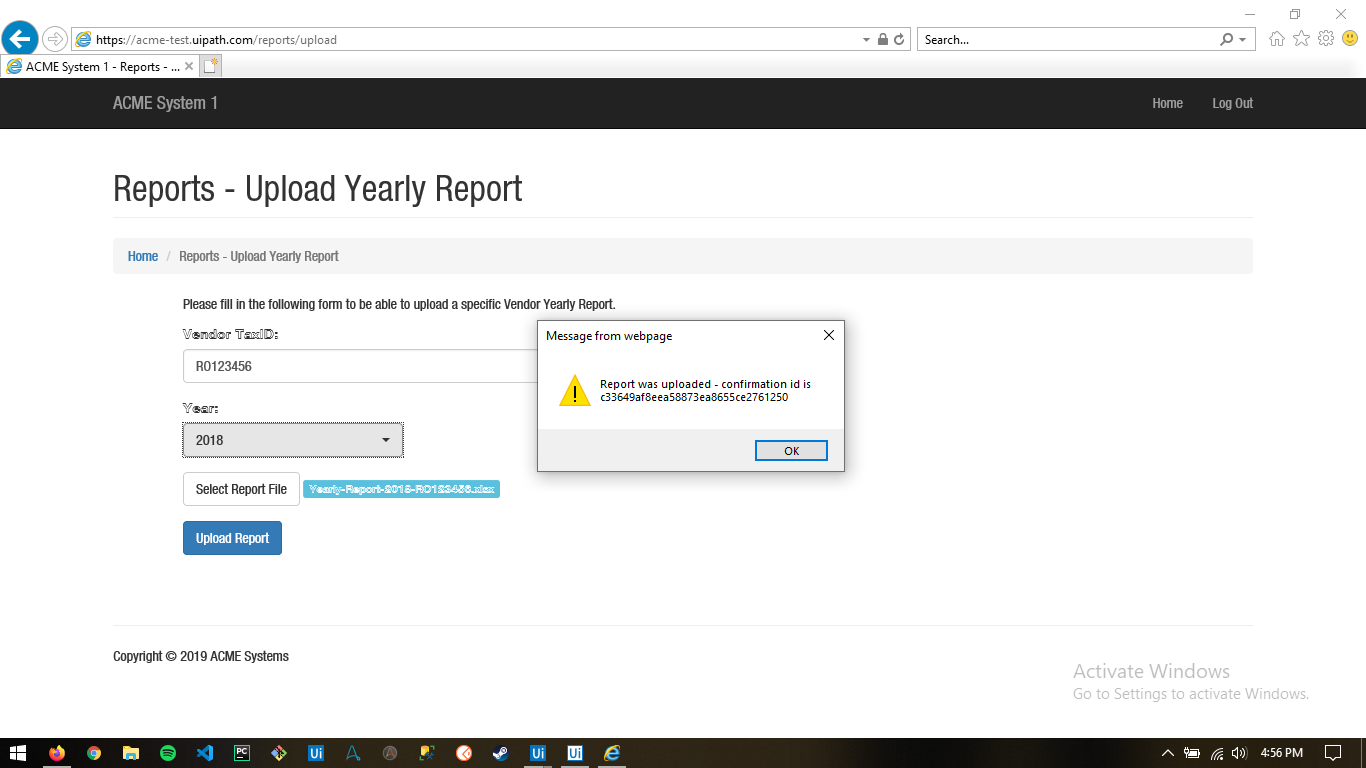 https://acme-test.uipath.com/reports/upload
Search...
ACME System 1 - Reports - ...
ACME System 1
Home
Log Out
Reports - Upload Yearly Report
Home / Reports - Upload Yearly Report
Please fill in the following form to be able to upload a specific Vendor Yearly Report.
Vendor TaxID:
RO123456
Year:
2018
Select Report File
Yearly-Report-2018-RO123456.xlsx
Upload Report
Message from webpage
Report was uploaded - confirmation id is
c33649af8eea58873ea8655ce2761250
OK
Copyright © 2019 ACME Systems
Activate Windows
Go to Settings to activate Windows.
PC
Ui
Ui
Ui
4:56 PM